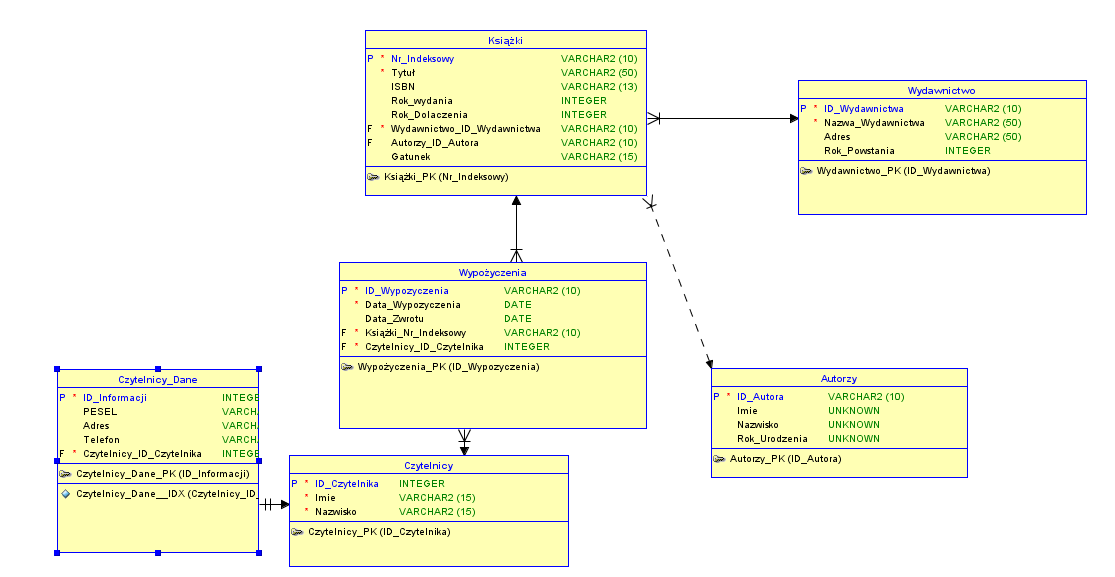 Książki
P * Nr_Indeksowy VARCHAR2 (10)
* Tytuł VARCHAR2 (50)
ISBN VARCHAR2 (13)
Rok_wydania INTEGER
Rok_Dolaczenia INTEGER
F * Wydawnictwo_ID_Wydawnictwa VARCHAR2 (10)
F Autorzy_ID_Autora VARCHAR2 (10)
Gatunek VARCHAR2 (15)
Książki_PK (Nr_Indeksowy)
Wydawnictwo
P * ID_Wydawnictwa VARCHAR2 (10)
* Nazwa_Wydawnictwa VARCHAR2 (50)
Adres VARCHAR2 (50)
Rok_Powstania INTEGER
Wydawnictwo_PK (ID_Wydawnictwa)
Wypożyczenia
P * ID_Wypozyczenia VARCHAR2 (10)
* Data_Wypozyczenia DATE
Data_Zwrotu DATE
F * Książki_Nr_Indeksowy VARCHAR2 (10)
F * Czytelnicy_ID_Czytelnika INTEGER
Wypożyczenia_PK (ID_Wypozyczenia)
Czytelnicy_Dane
P * ID_Informacji INTEGE
PESEL VARCH
Adres VARCH
Telefon VARCH
F * Czytelnicy_ID_Czytelnika INTEGE
Czytelnicy_Dane_PK (ID_Informacji)
Czytelnicy_Dane__IDX (Czytelnicy_ID_
Autorzy
P * ID_Autora VARCHAR2 (10)
Imie UNKNOWN
Nazwisko UNKNOWN
Rok_Urodzenia UNKNOWN
Autorzy_PK (ID_Autora)
Czytelnicy
P * ID_Czytelnika INTEGER
* Imie VARCHAR2 (15)
* Nazwisko VARCHAR2 (15)
Czytelnicy_PK (ID_Czytelnika)